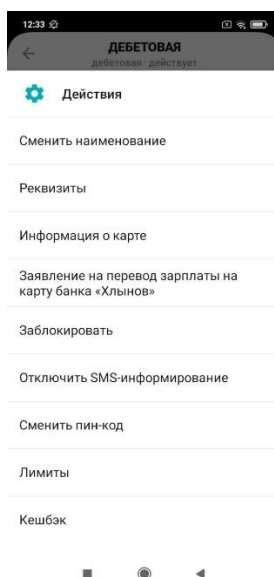 12:33
ДЕБЕТОВАЯ
дебетовая · действует
Действия
Сменить наименование
Реквизиты
Информация о карте
Заявление на перевод зарплаты на
карту банка «Хлынов»
Заблокировать
Отключить SMS-информирование
Сменить пин-код
Лимиты
Кешбэк